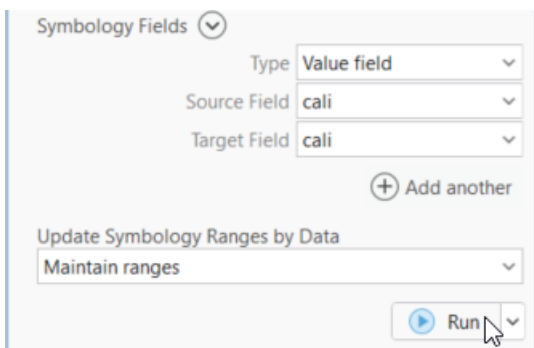 Symbology Fields
Type Value field
Source Field cali
Target Field cali
Add another
Update Symbology Ranges by Data
Maintain ranges
Run